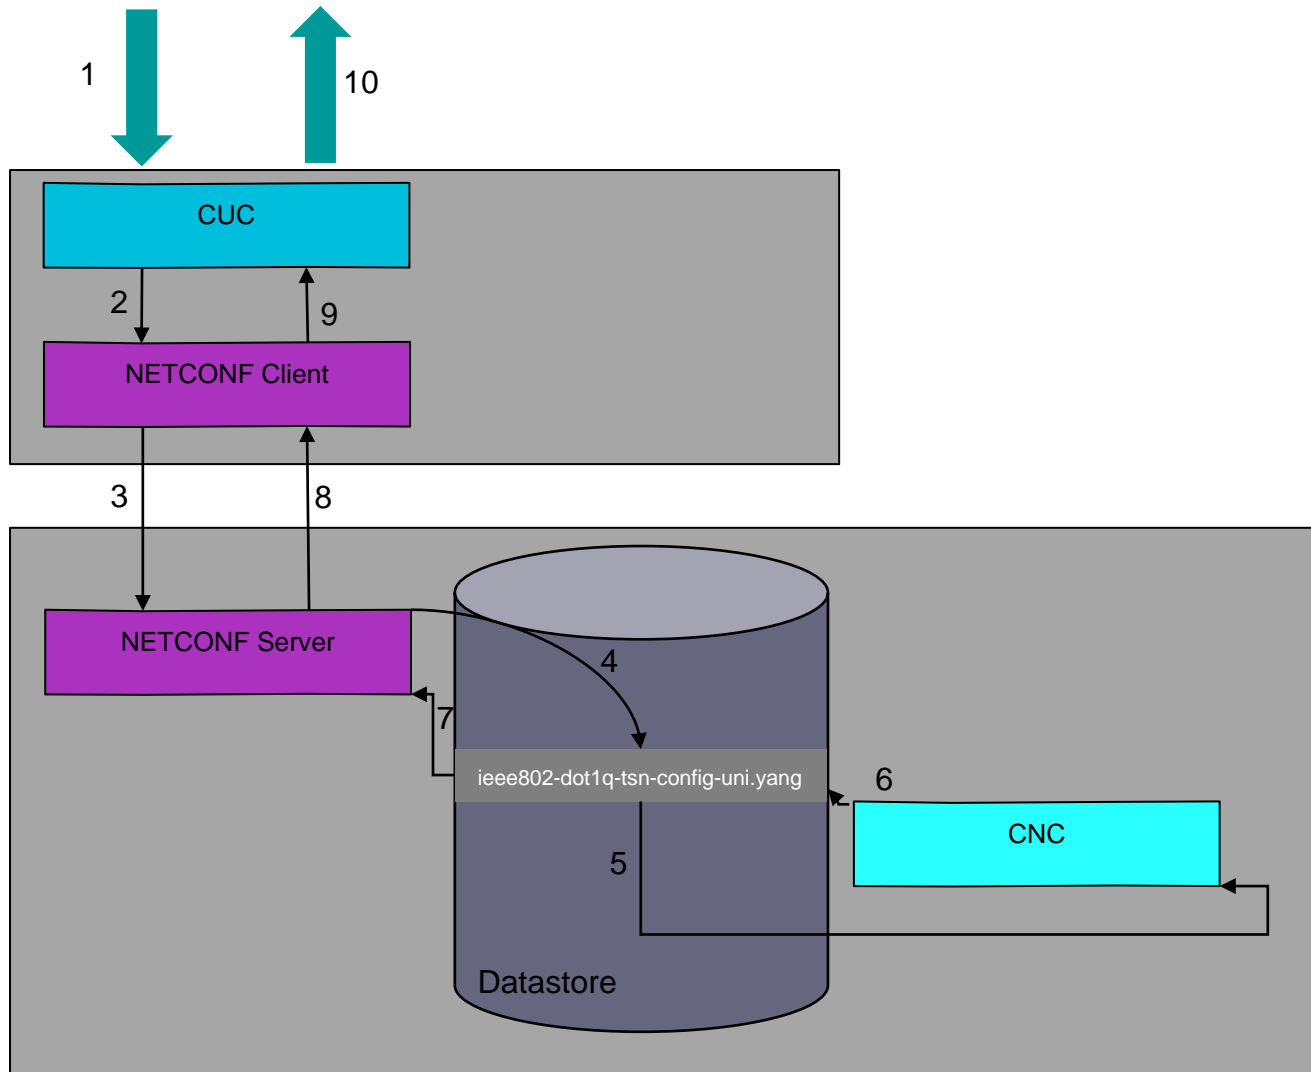 1
10
CUC
2
9
NETCONF Client
3
8
NETCONF Server
4
7
ieee802-dot1q-tsn-config-uni.yang
6
CNC
5
Datastore